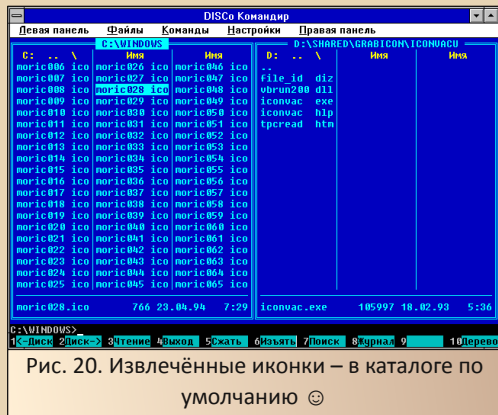 DISCo Командир
Левая панель Файлы Команды Настройки Правая панель
C:\WINDOWS D:\SHARED\GRABICON\ICONVACU
C: .. \ Имя Имя D: .. \ Имя Имя
moric006 ico moric026 ico moric046 ico ..
moric007 ico moric027 ico moric047 ico file_id diz
moric008 ico moric028 ico moric048 ico vbrun200 dll
moric009 ico moric029 ico moric049 ico iconvac exe
moric010 ico moric030 ico moric050 ico iconvac hlp
moric011 ico moric031 ico moric051 ico tpcread htm
moric012 ico moric032 ico moric052 ico
moric013 ico moric033 ico moric053 ico
moric014 ico moric034 ico moric054 ico
moric015 ico moric035 ico moric055 ico
moric016 ico moric036 ico moric056 ico
moric017 ico moric037 ico moric057 ico
moric018 ico moric038 ico moric058 ico
moric019 ico moric039 ico moric059 ico
moric020 ico moric040 ico moric060 ico
moric021 ico moric041 ico moric061 ico
moric022 ico moric042 ico moric062 ico
moric023 ico moric043 ico moric063 ico
moric024 ico moric044 ico moric064 ico
moric025 ico moric045 ico moric065 ico
moric028.ico 766 23.04.94 7:29 iconvac.exe 105997 18.02.93 5:36
C:\WINDOWS>_
1<-Диск 2Диск-> 3Чтение 4Выход 5Сжать 6Изъять 7Поиск 8Журнал 9 10Дерево
Рис. 20. Извлечённые иконки – в каталоге по
умолчанию ☺